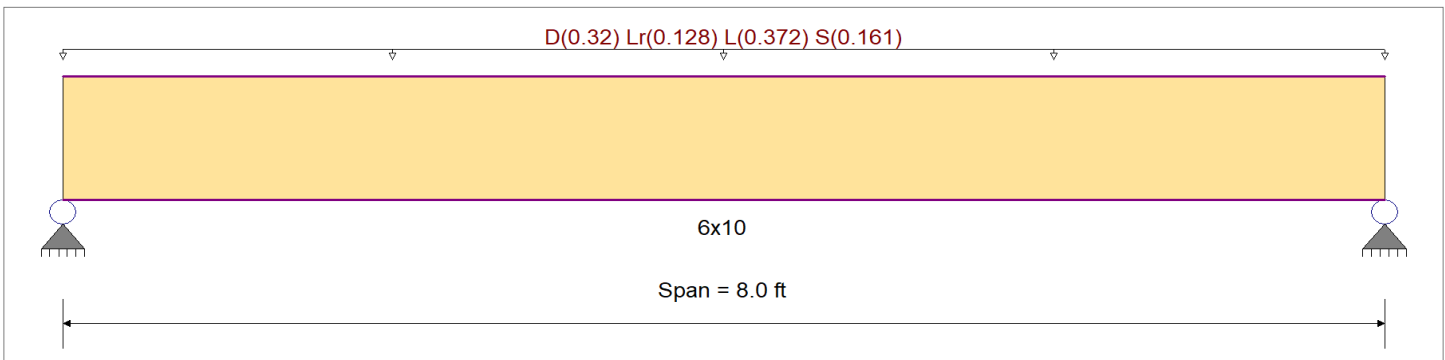 D(0.32) Lr(0.128) L(0.372) S(0.161)
6x10
Span = 8.0 ft